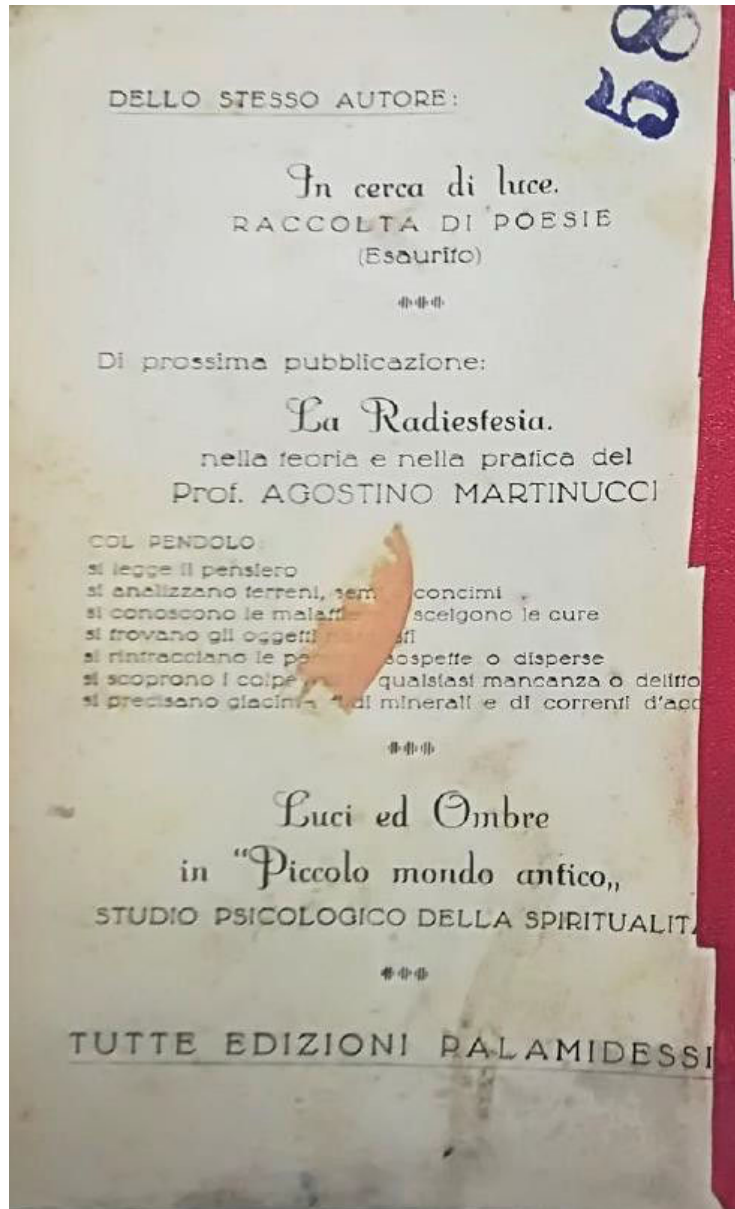 58
DELLO STESSO AUTORE:
In cerca di luce.
RACCOLTA DI POESIE
(Esaurito)
Di prossima pubblicazione:
La Radiestesia.
nella teoria e nella pratica del
Prof. AGOSTINO MARTINUCCI
COL PENDOLO:
si legge il pensiero
si analizzano terreni, concimi
si conoscono le scelgono le cure
si trovano gli oggetti
si rintracciano le sospette o disperse
si scoprono i qualsiasi mancanza o delitto
si precisano di minerali e di correnti
Luci ed Ombre
in "Piccolo mondo antico„
STUDIO PSICOLOGICO DELLA SPIRITUALIT
TUTTE EDIZIONI PALAMIDESSI